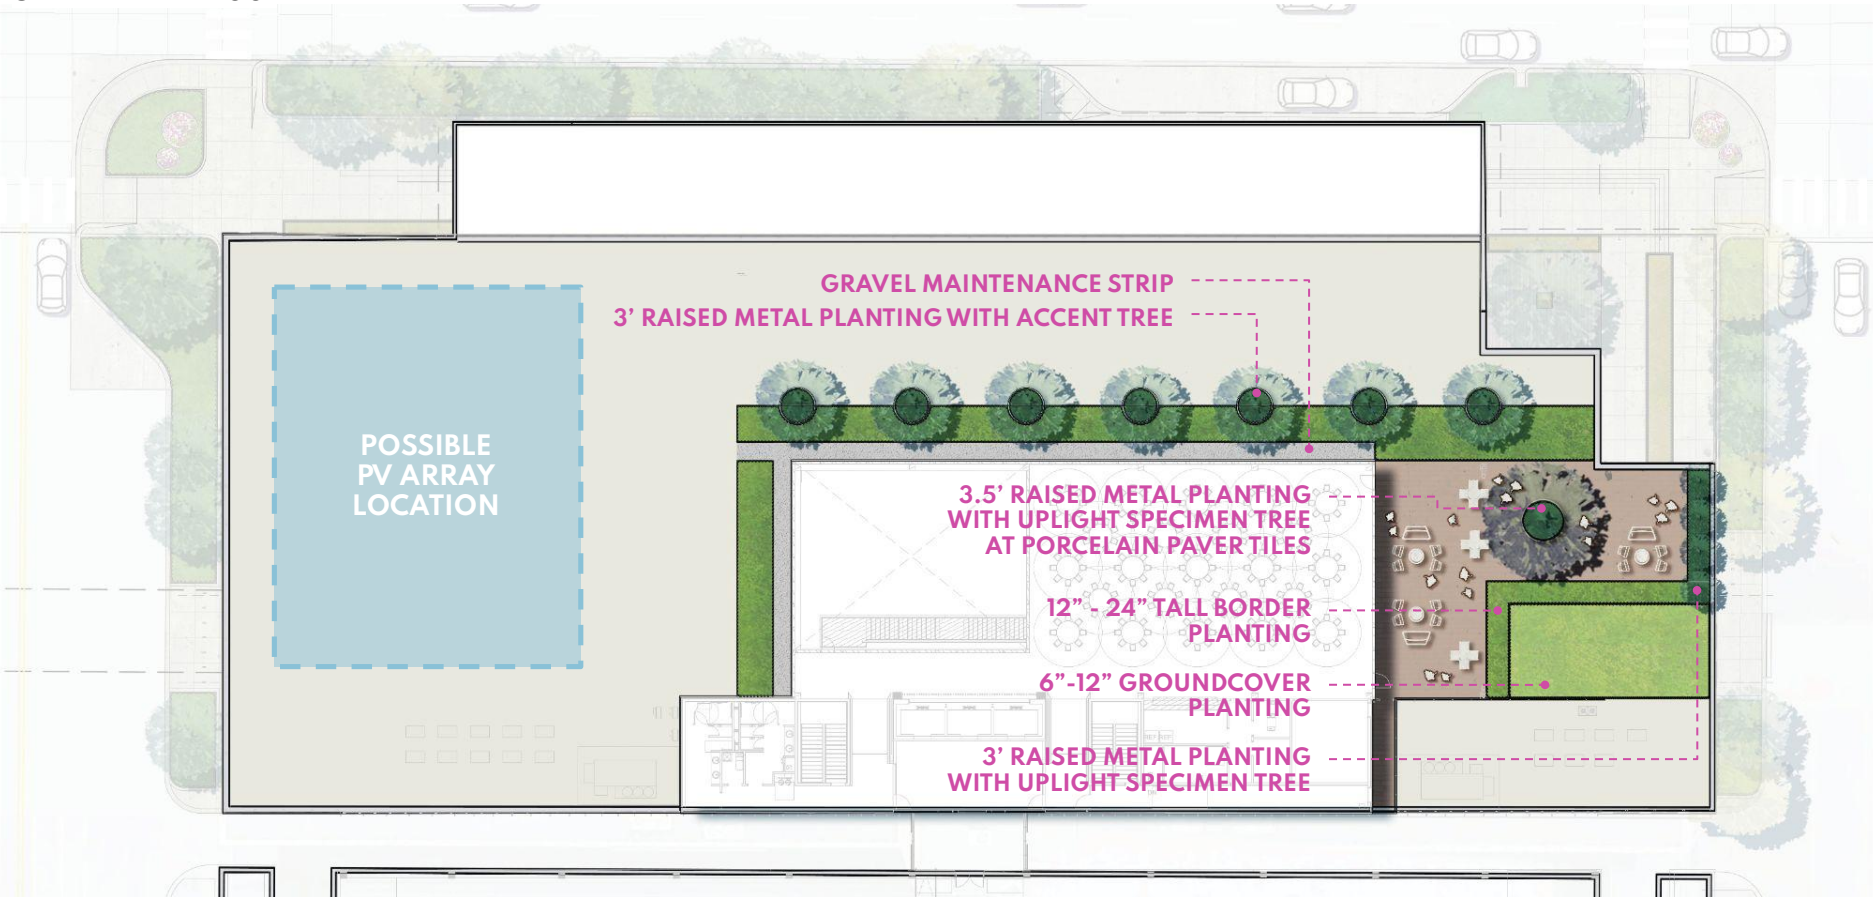 GRAVEL MAINTENANCE STRIP
3’ RAISED METAL PLANTING WITH ACCENT TREE
POSSIBLE
PV ARRAY
LOCATION
3.5’ RAISED METAL PLANTING
WITH UPLIGHT SPECIMEN TREE
AT PORCELAIN PAVER TILES
12” - 24” TALL BORDER
PLANTING
6”-12” GROUNDCOVER
PLANTING
REF REF
3’ RAISED METAL PLANTING
WITH UPLIGHT SPECIMEN TREE